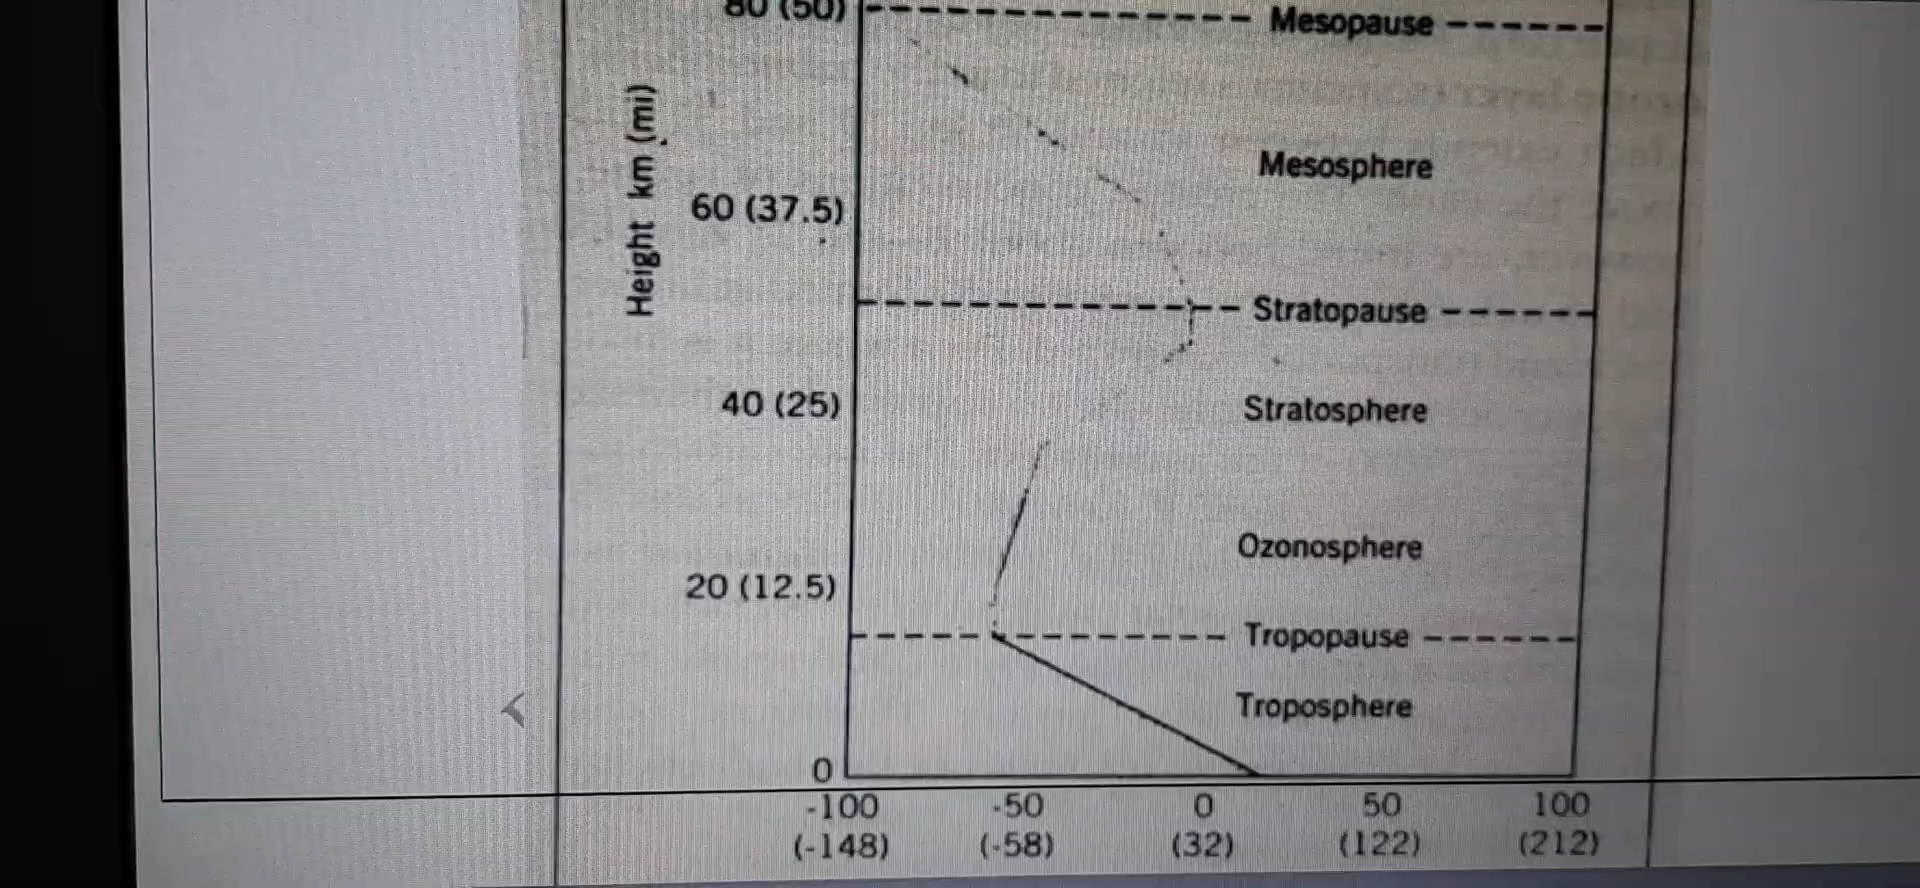 80 (50)
Mesopause
Height km (mi)
Mesosphere
60 (37.5)
Stratopause
40 (25)
Stratosphere
Ozonosphere
20 (12.5)
Tropopause
Troposphere
0
-100 -50 0 50 100
(-148) (-58) (32) (122) (212)